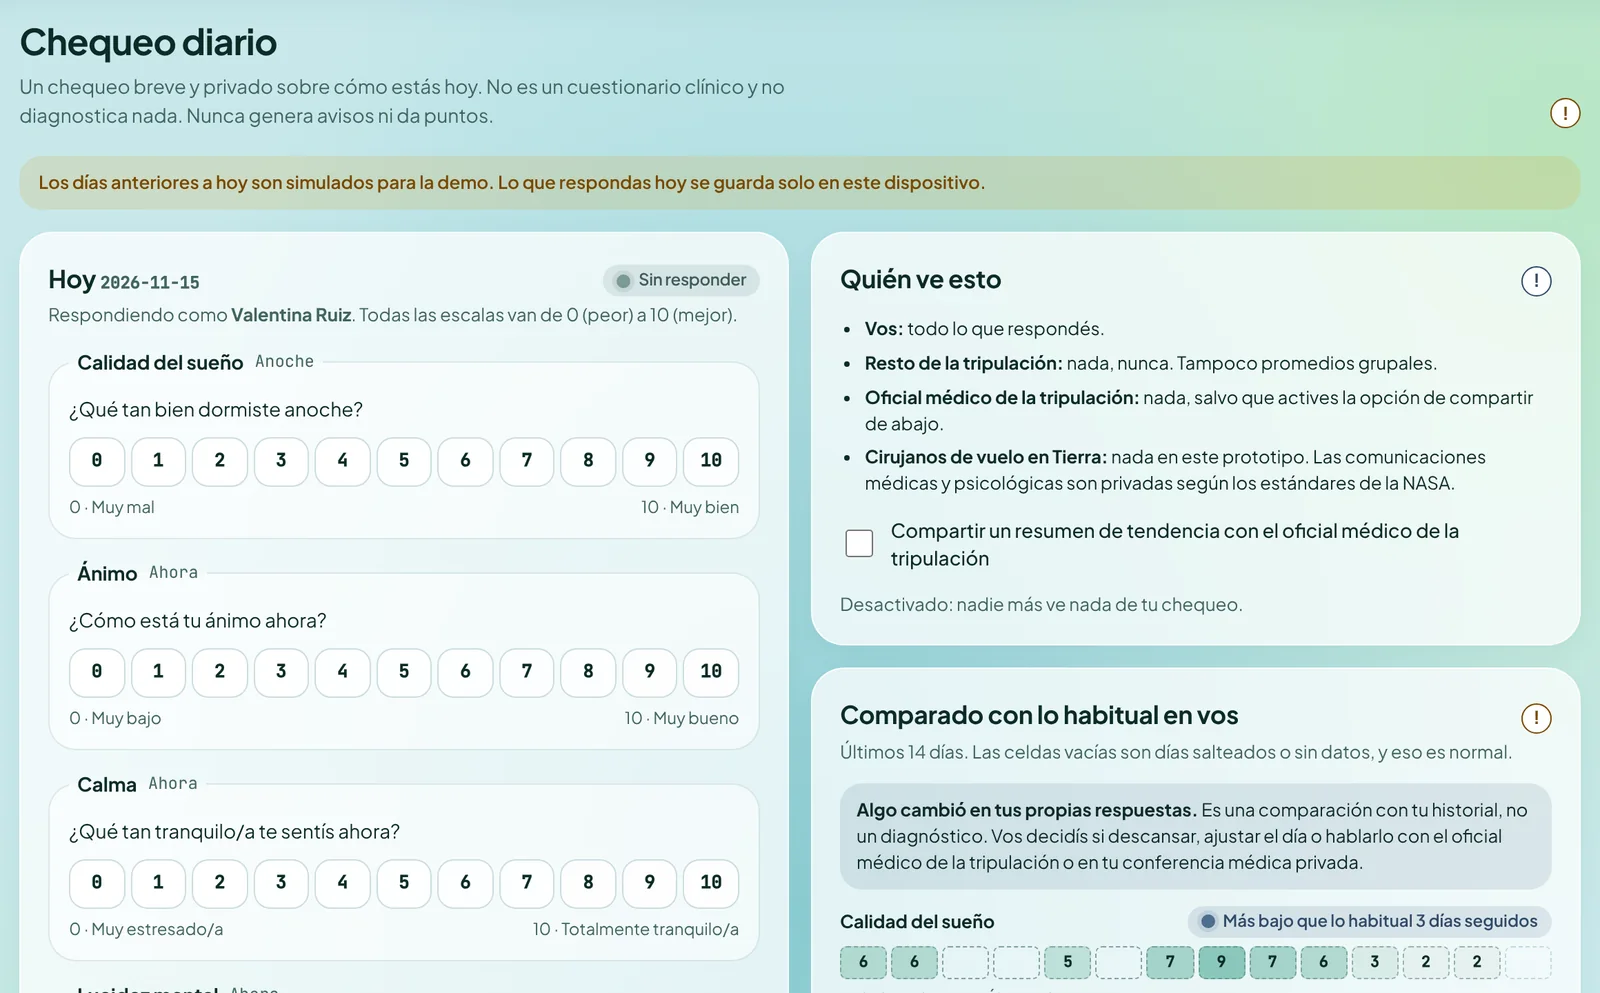 Chequeo diario
Un chequeo breve y privado sobre cómo estás hoy. No es un cuestionario clínico y no
diagnostica nada. Nunca genera avisos ni da puntos.
!
Los días anteriores a hoy son simulados para la demo. Lo que respondas hoy se guarda solo en este dispositivo.
Hoy 2026-11-15
Sin responder
Respondiendo como Valentina Ruiz. Todas las escalas van de 0 (peor) a 10 (mejor).
Calidad del sueño Anoche
¿Qué tan bien dormiste anoche?
0 1 2 3 4 5 6 7 8 9 10
0 · Muy mal
10 · Muy bien
Ánimo Ahora
¿Cómo está tu ánimo ahora?
0 1 2 3 4 5 6 7 8 9 10
0 · Muy bajo
10 · Muy bueno
Calma Ahora
¿Qué tan tranquilo/a te sentís ahora?
0 1 2 3 4 5 6 7 8 9 10
0 · Muy estresado/a
10 · Totalmente tranquilo/a
Lucidez mental Ahora
Quién ve esto
!
• Vos: todo lo que respondés.
• Resto de la tripulación: nada, nunca. Tampoco promedios grupales.
• Oficial médico de la tripulación: nada, salvo que actives la opción de compartir
de abajo.
• Cirujanos de vuelo en Tierra: nada en este prototipo. Las comunicaciones
médicas y psicológicas son privadas según los estándares de la NASA.
Compartir un resumen de tendencia con el oficial médico de la
tripulación
Desactivado: nadie más ve nada de tu chequeo.
Comparado con lo habitual en vos
!
Últimos 14 días. Las celdas vacías son días salteados o sin datos, y eso es normal.
Algo cambió en tus propias respuestas. Es una comparación con tu historial, no
un diagnóstico. Vos decidís si descansar, ajustar el día o hablarlo con el oficial
médico de la tripulación o en tu conferencia médica privada.
Calidad del sueño
Más bajo que lo habitual 3 días seguidos
6 6 5 7 9 7 6 3 2 2